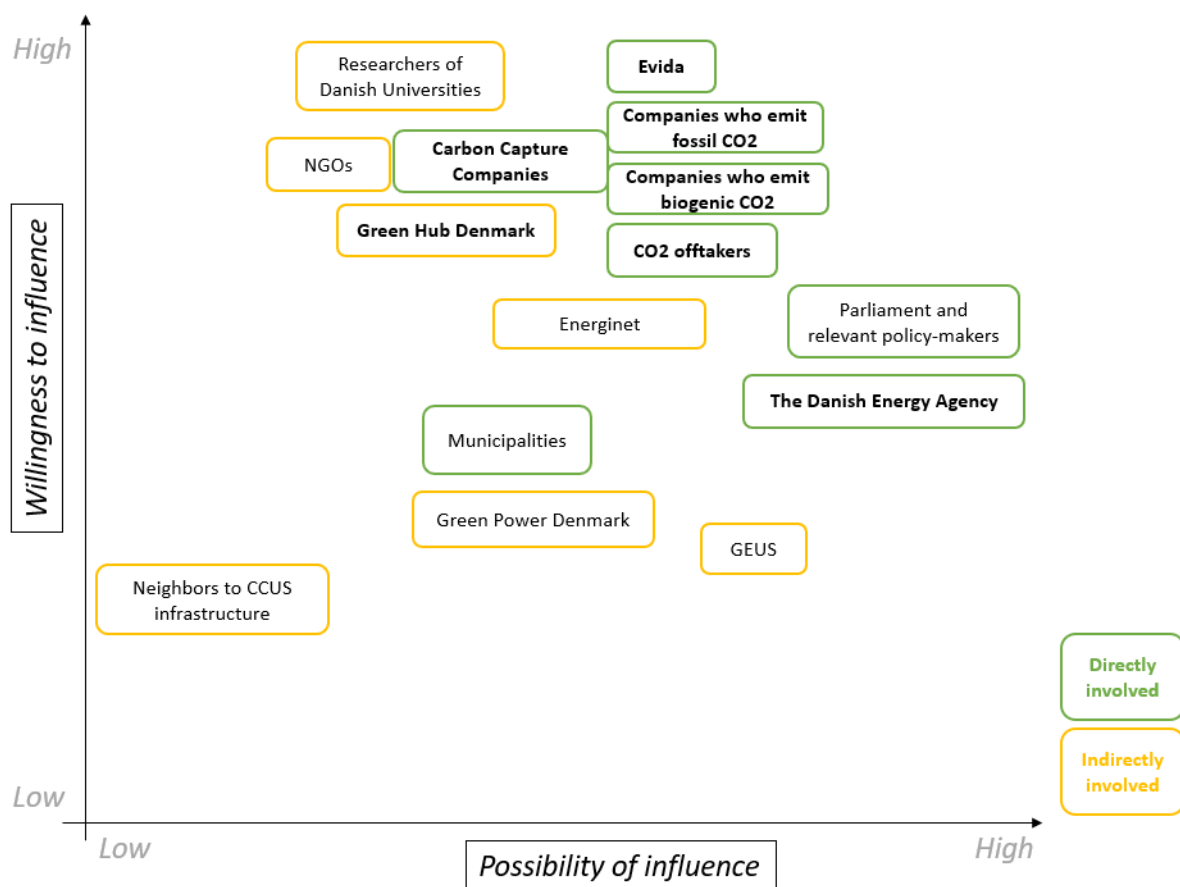 High
Researchers of
Danish Universities
Evida
Companies who emit
fossil CO2
NGOs
Carbon Capture
Companies
Companies who emit
biogenic CO2
Green Hub Denmark
CO2 offtakers
Willingness to influence
Energinet
Parliament and
relevant policy-makers
The Danish Energy Agency
Municipalities
Green Power Denmark
GEUS
Neighbors to CCUS
infrastructure
Directly
involved
Indirectly
involved
Low
Low
Possibility of influence
High